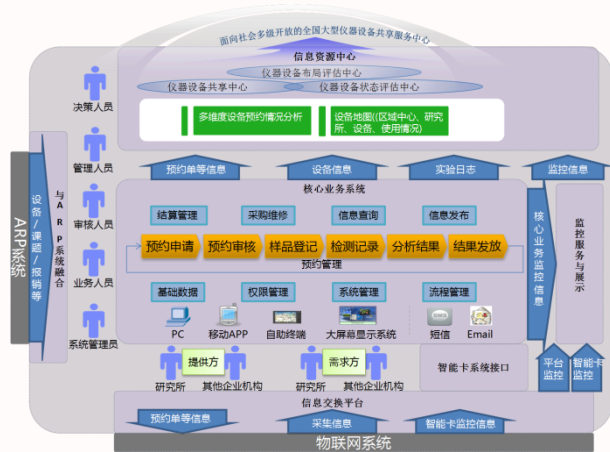 面向社会多级开放的全国大型仪器设备共享服务中心
信息资源中心
仪器设备布局评估中心
仪器设备共享中心
仪器设备状态评估中心
多维度设备预约情况分析
设备地图((区域中心、研究
所、设备、使用情况)
决策人员
管理人员
审核人员
业务人员
系统管理员
ARP系统
设备/课题/报销等
与ARP系统融合
预约单等信息
设备信息
实验日志
监控信息
核心业务系统
结算管理
采购维修
信息查询
信息发布
预约申请
预约审核
样品登记
检测记录
分析结果
结果发放
预约管理
基础数据
权限管理
系统管理
流程管理
PC
移动APP
自助终端
大屏幕显示系统
短信
Email
核心业务监控信息
监控服务与展示
提供方
需求方
研究所
其他企业机构
研究所
其他企业机构
智能卡系统接口
平台
监控
智能卡
监控
信息交换平台
预约单等信息
采集信息
智能卡监控信息
物联网系统